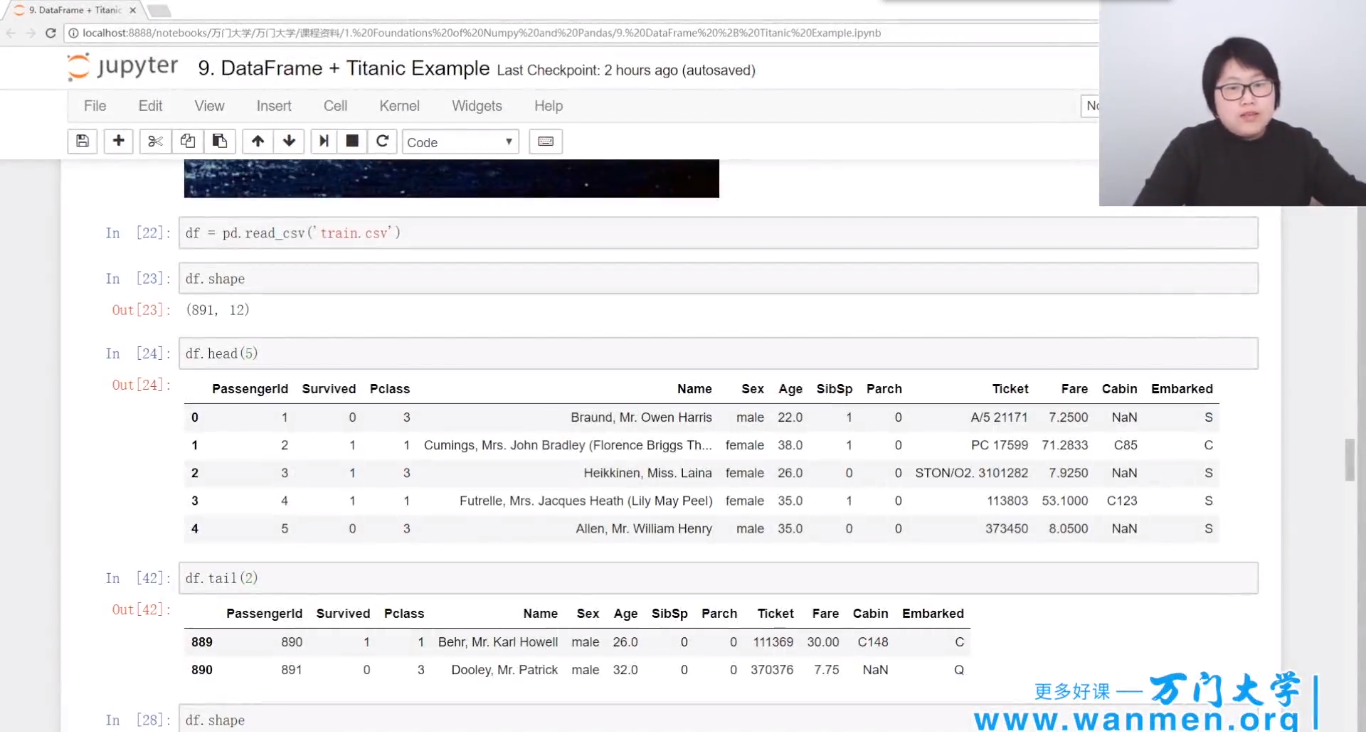 9. DataFrame + Titanic
localhost:8888/notebooks/万门大学/万门大学/课程资料/1.%20Foundations%20of%20Numpy%20and%20Pandas/9.%20DataFrame%20%2B%20Titanic%20Example.ipynb
jupyter 9. DataFrame + Titanic Example Last Checkpoint: 2 hours ago (autosaved)
File Edit View Insert Cell Kernel Widgets Help
Code
In [22]: df = pd.read_csv('train.csv')
In [23]: df.shape
Out[23]: (891, 12)
In [24]: df.head(5)
Out[24]:
PassengerId Survived Pclass Name Sex Age SibSp Parch Ticket Fare Cabin Embarked
0 1 0 3 Braund, Mr. Owen Harris male 22.0 1 0 A/5 21171 7.2500 NaN S
1 2 1 1 Cumings, Mrs. John Bradley (Florence Briggs Th... female 38.0 1 0 PC 17599 71.2833 C85 C
2 3 1 3 Heikkinen, Miss. Laina female 26.0 0 0 STON/O2. 3101282 7.9250 NaN S
3 4 1 1 Futrelle, Mrs. Jacques Heath (Lily May Peel) female 35.0 1 0 113803 53.1000 C123 S
4 5 0 3 Allen, Mr. William Henry male 35.0 0 0 373450 8.0500 NaN S
In [42]: df.tail(2)
Out[42]:
PassengerId Survived Pclass Name Sex Age SibSp Parch Ticket Fare Cabin Embarked
889 890 1 1 Behr, Mr. Karl Howell male 26.0 0 0 111369 30.00 C148 C
890 891 0 3 Dooley, Mr. Patrick male 32.0 0 0 370376 7.75 NaN Q
更多好课 — 万门大学
www.wanmen.org
In [28]: df.shape